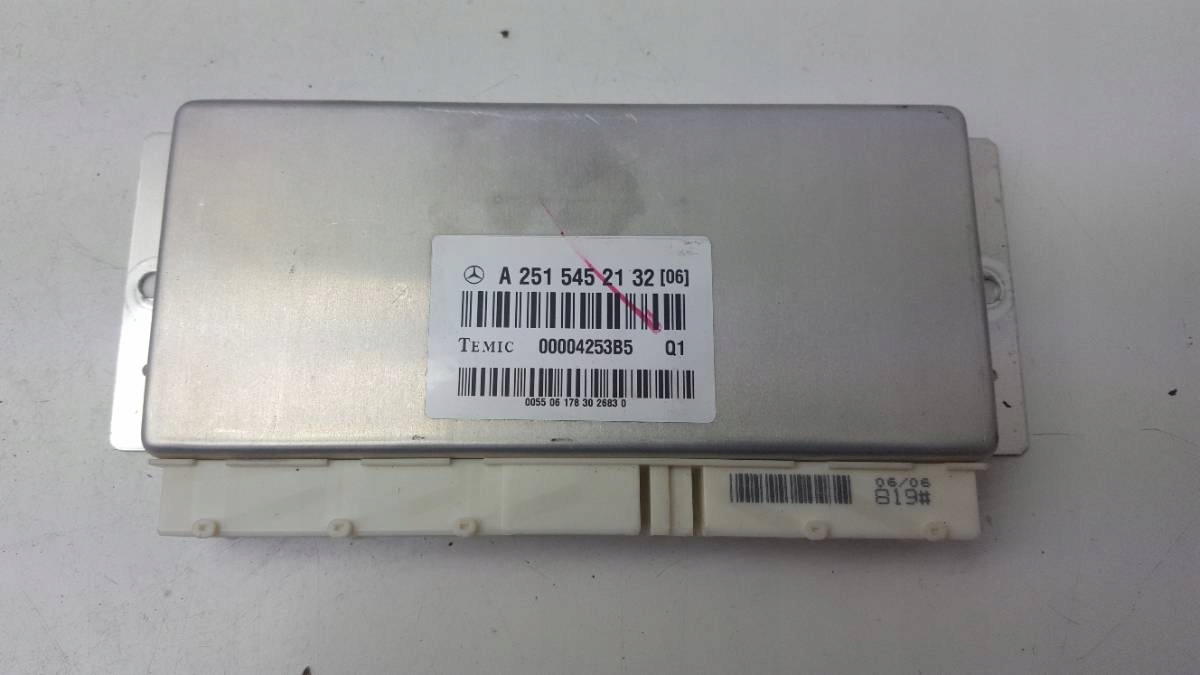 A 251 545 21 32 [06]
TEMIC 00004253B5 Q1
0055 06 178 30 2683 0
06/06
819#